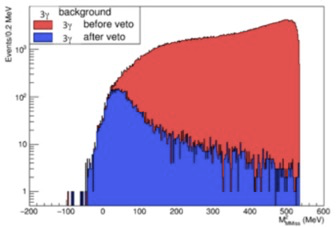 3γ background
3γ before veto
3γ after veto
Events/0.2 MeV
10³
10²
10
1
−200 −100 0 100 200 300 400 500 600
(MeV)